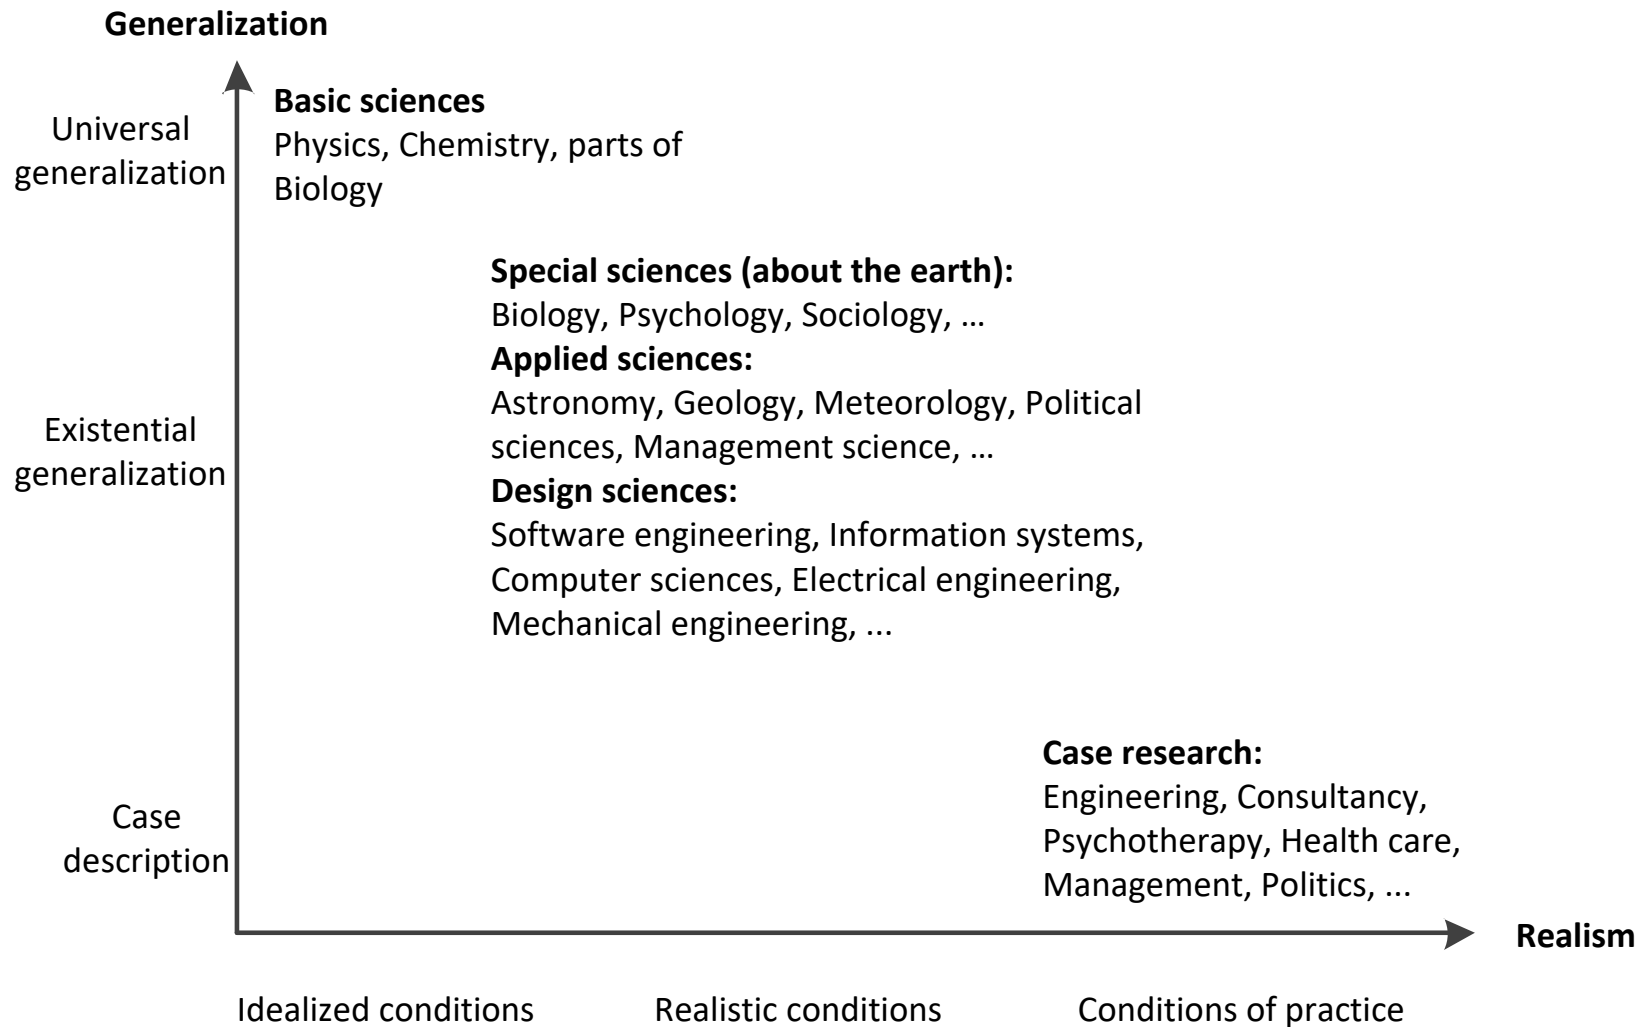 Generalization
Universal
generalization
Basic sciences
Physics, Chemistry, parts of
Biology
Existential
generalization
Special sciences (about the earth):
Biology, Psychology, Sociology, …
Applied sciences:
Astronomy, Geology, Meteorology, Political
sciences, Management science, …
Design sciences:
Software engineering, Information systems,
Computer sciences, Electrical engineering,
Mechanical engineering, ...
Case
description
Case research:
Engineering, Consultancy,
Psychotherapy, Health care,
Management, Politics, ...
Realism
Idealized conditions
Realistic conditions
Conditions of practice